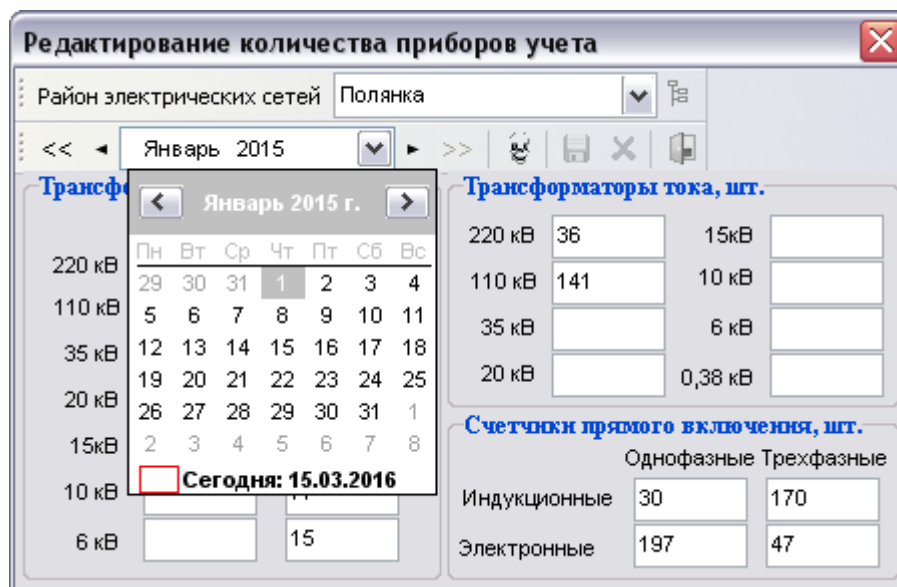 Редактирование количества приборов учета
Район электрических сетей Полянка
<< Январь 2015 >>
Трансфо
220 кВ
110 кВ
35 кВ
20 кВ
15кВ
10 кВ
6 кВ 15
Январь 2015 г.
Пн Вт Ср Чт Пт Сб Вс
29 30 31 1 2 3 4
5 6 7 8 9 10 11
12 13 14 15 16 17 18
19 20 21 22 23 24 25
26 27 28 29 30 31 1
2 3 4 5 6 7 8
Сегодня: 15.03.2016
Трансформаторы тока, шт.
220 кВ 36 15кВ
110 кВ 141 10 кВ
35 кВ 6 кВ
20 кВ 0,38 кВ
Счетчики прямого включения, шт.
Однофазные Трехфазные
Индукционные 30 170
Электронные 197 47